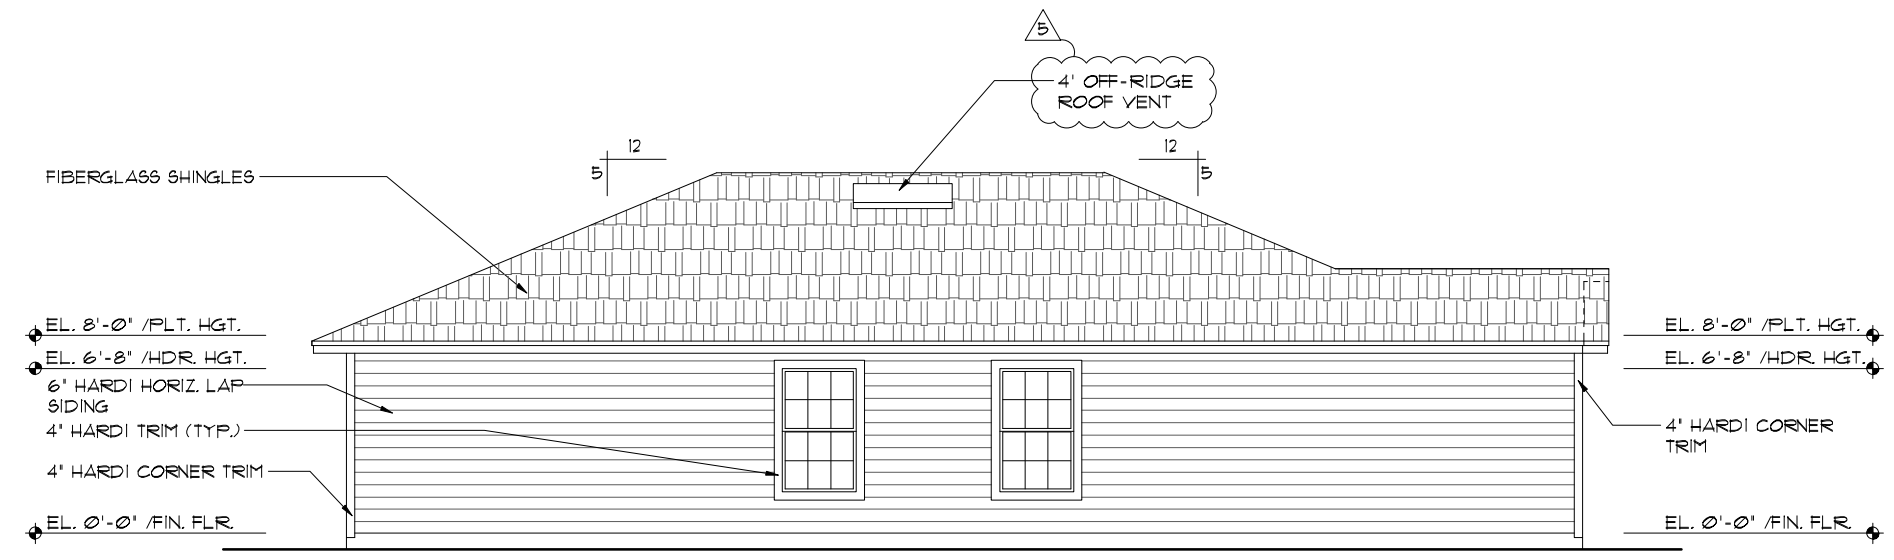 5
4' OFF-RIDGE
ROOF VENT
12
5
12
5
FIBERGLASS SHINGLES
EL. 8'-0" /PLT. HGT.
EL. 6'-8" /HDR. HGT.
6" HARDI HORIZ. LAP
SIDING
4" HARDI TRIM (TYP.)
4" HARDI CORNER TRIM
EL. 0'-0" /FIN. FLR.
EL. 8'-0" /PLT. HGT.
EL. 6'-8" /HDR. HGT.
4" HARDI CORNER
TRIM
EL. 0'-0" /FIN. FLR.